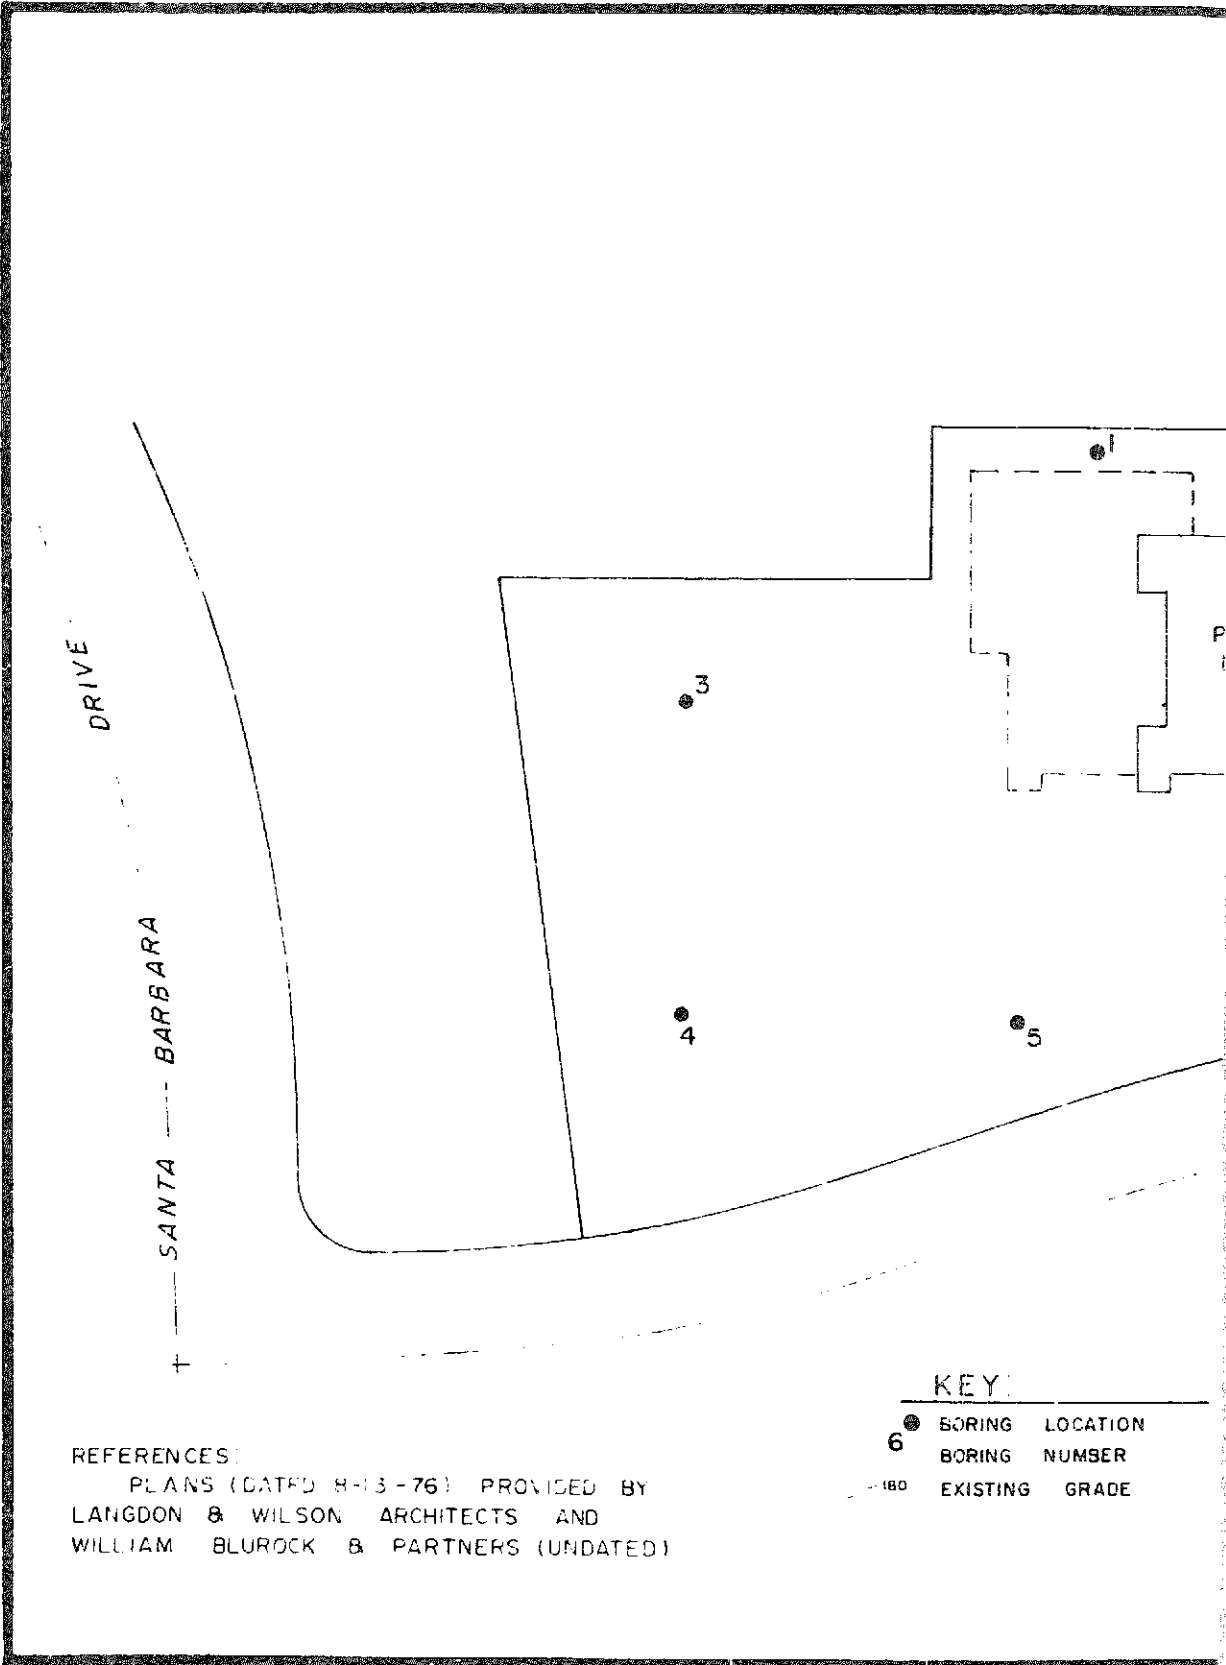 1
3
DRIVE
P
SANTA BARBARA
4
5
KEY:
BORING LOCATION
6
BORING NUMBER
180 EXISTING GRADE
REFERENCES:
PLANS (DATED 8-13-76) PROVIDED BY
LANGDON & WILSON ARCHITECTS AND
WILLIAM BLUROCK & PARTNERS (UNDATED)